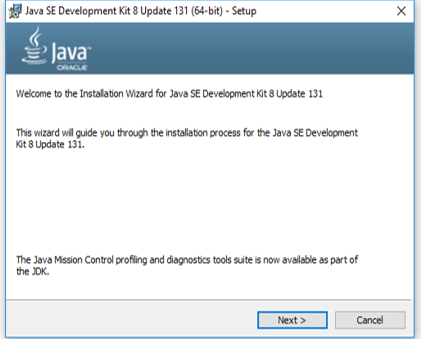 Java SE Development Kit 8 Update 131 (64-bit) - Setup
Java
ORACLE
Welcome to the Installation Wizard for Java SE Development Kit 8 Update 131
This wizard will guide you through the installation process for the Java SE Development
Kit 8 Update 131.
The Java Mission Control profiling and diagnostics tools suite is now available as part of
the JDK.
Next >
Cancel